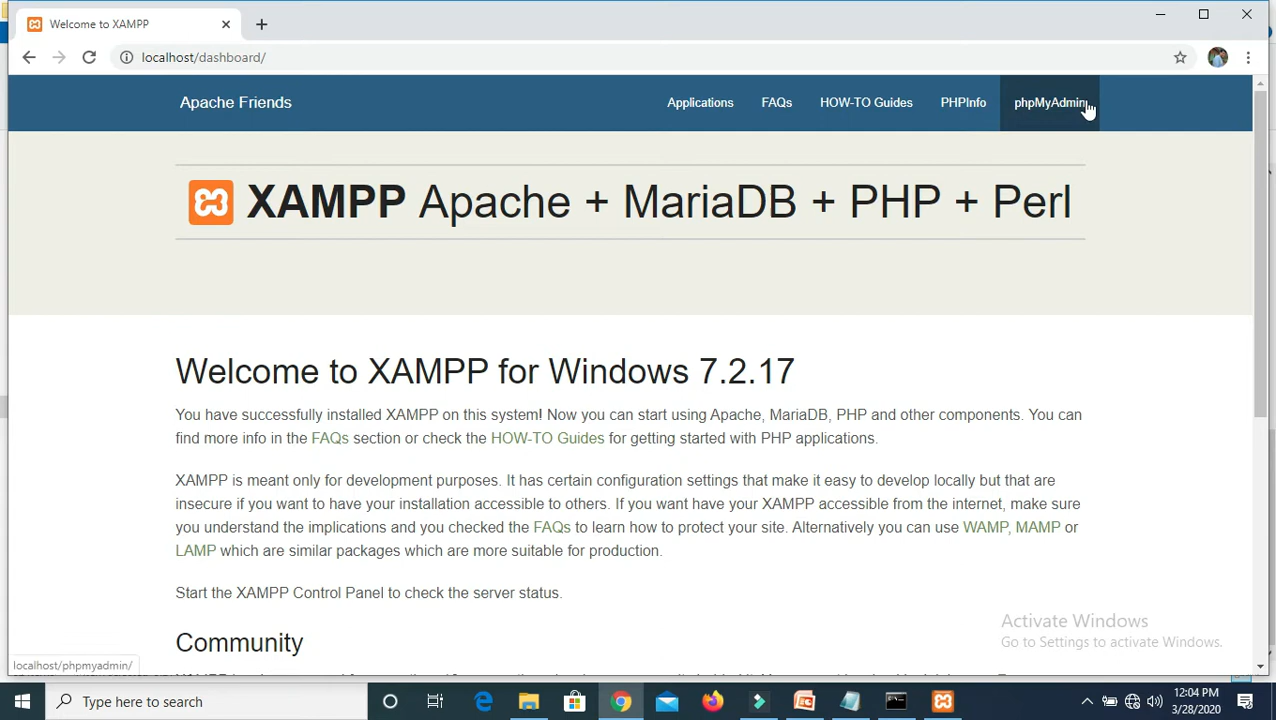 Welcome to XAMPP
localhost/dashboard/
Apache Friends Applications FAQs HOW-TO Guides PHPInfo phpMyAdmin
XAMPP Apache + MariaDB + PHP + Perl
Welcome to XAMPP for Windows 7.2.17
You have successfully installed XAMPP on this system! Now you can start using Apache, MariaDB, PHP and other components. You can
find more info in the FAQs section or check the HOW-TO Guides for getting started with PHP applications.
XAMPP is meant only for development purposes. It has certain configuration settings that make it easy to develop locally but that are
insecure if you want to have your installation accessible to others. If you want have your XAMPP accessible from the internet, make sure
you understand the implications and you checked the FAQs to learn how to protect your site. Alternatively you can use WAMP, MAMP or
LAMP which are similar packages which are more suitable for production.
Start the XAMPP Control Panel to check the server status.
Activate Windows
Go to Settings to activate Windows.
Community
localhost/phpmyadmin/
Type here to search
12:04 PM
3/28/2020